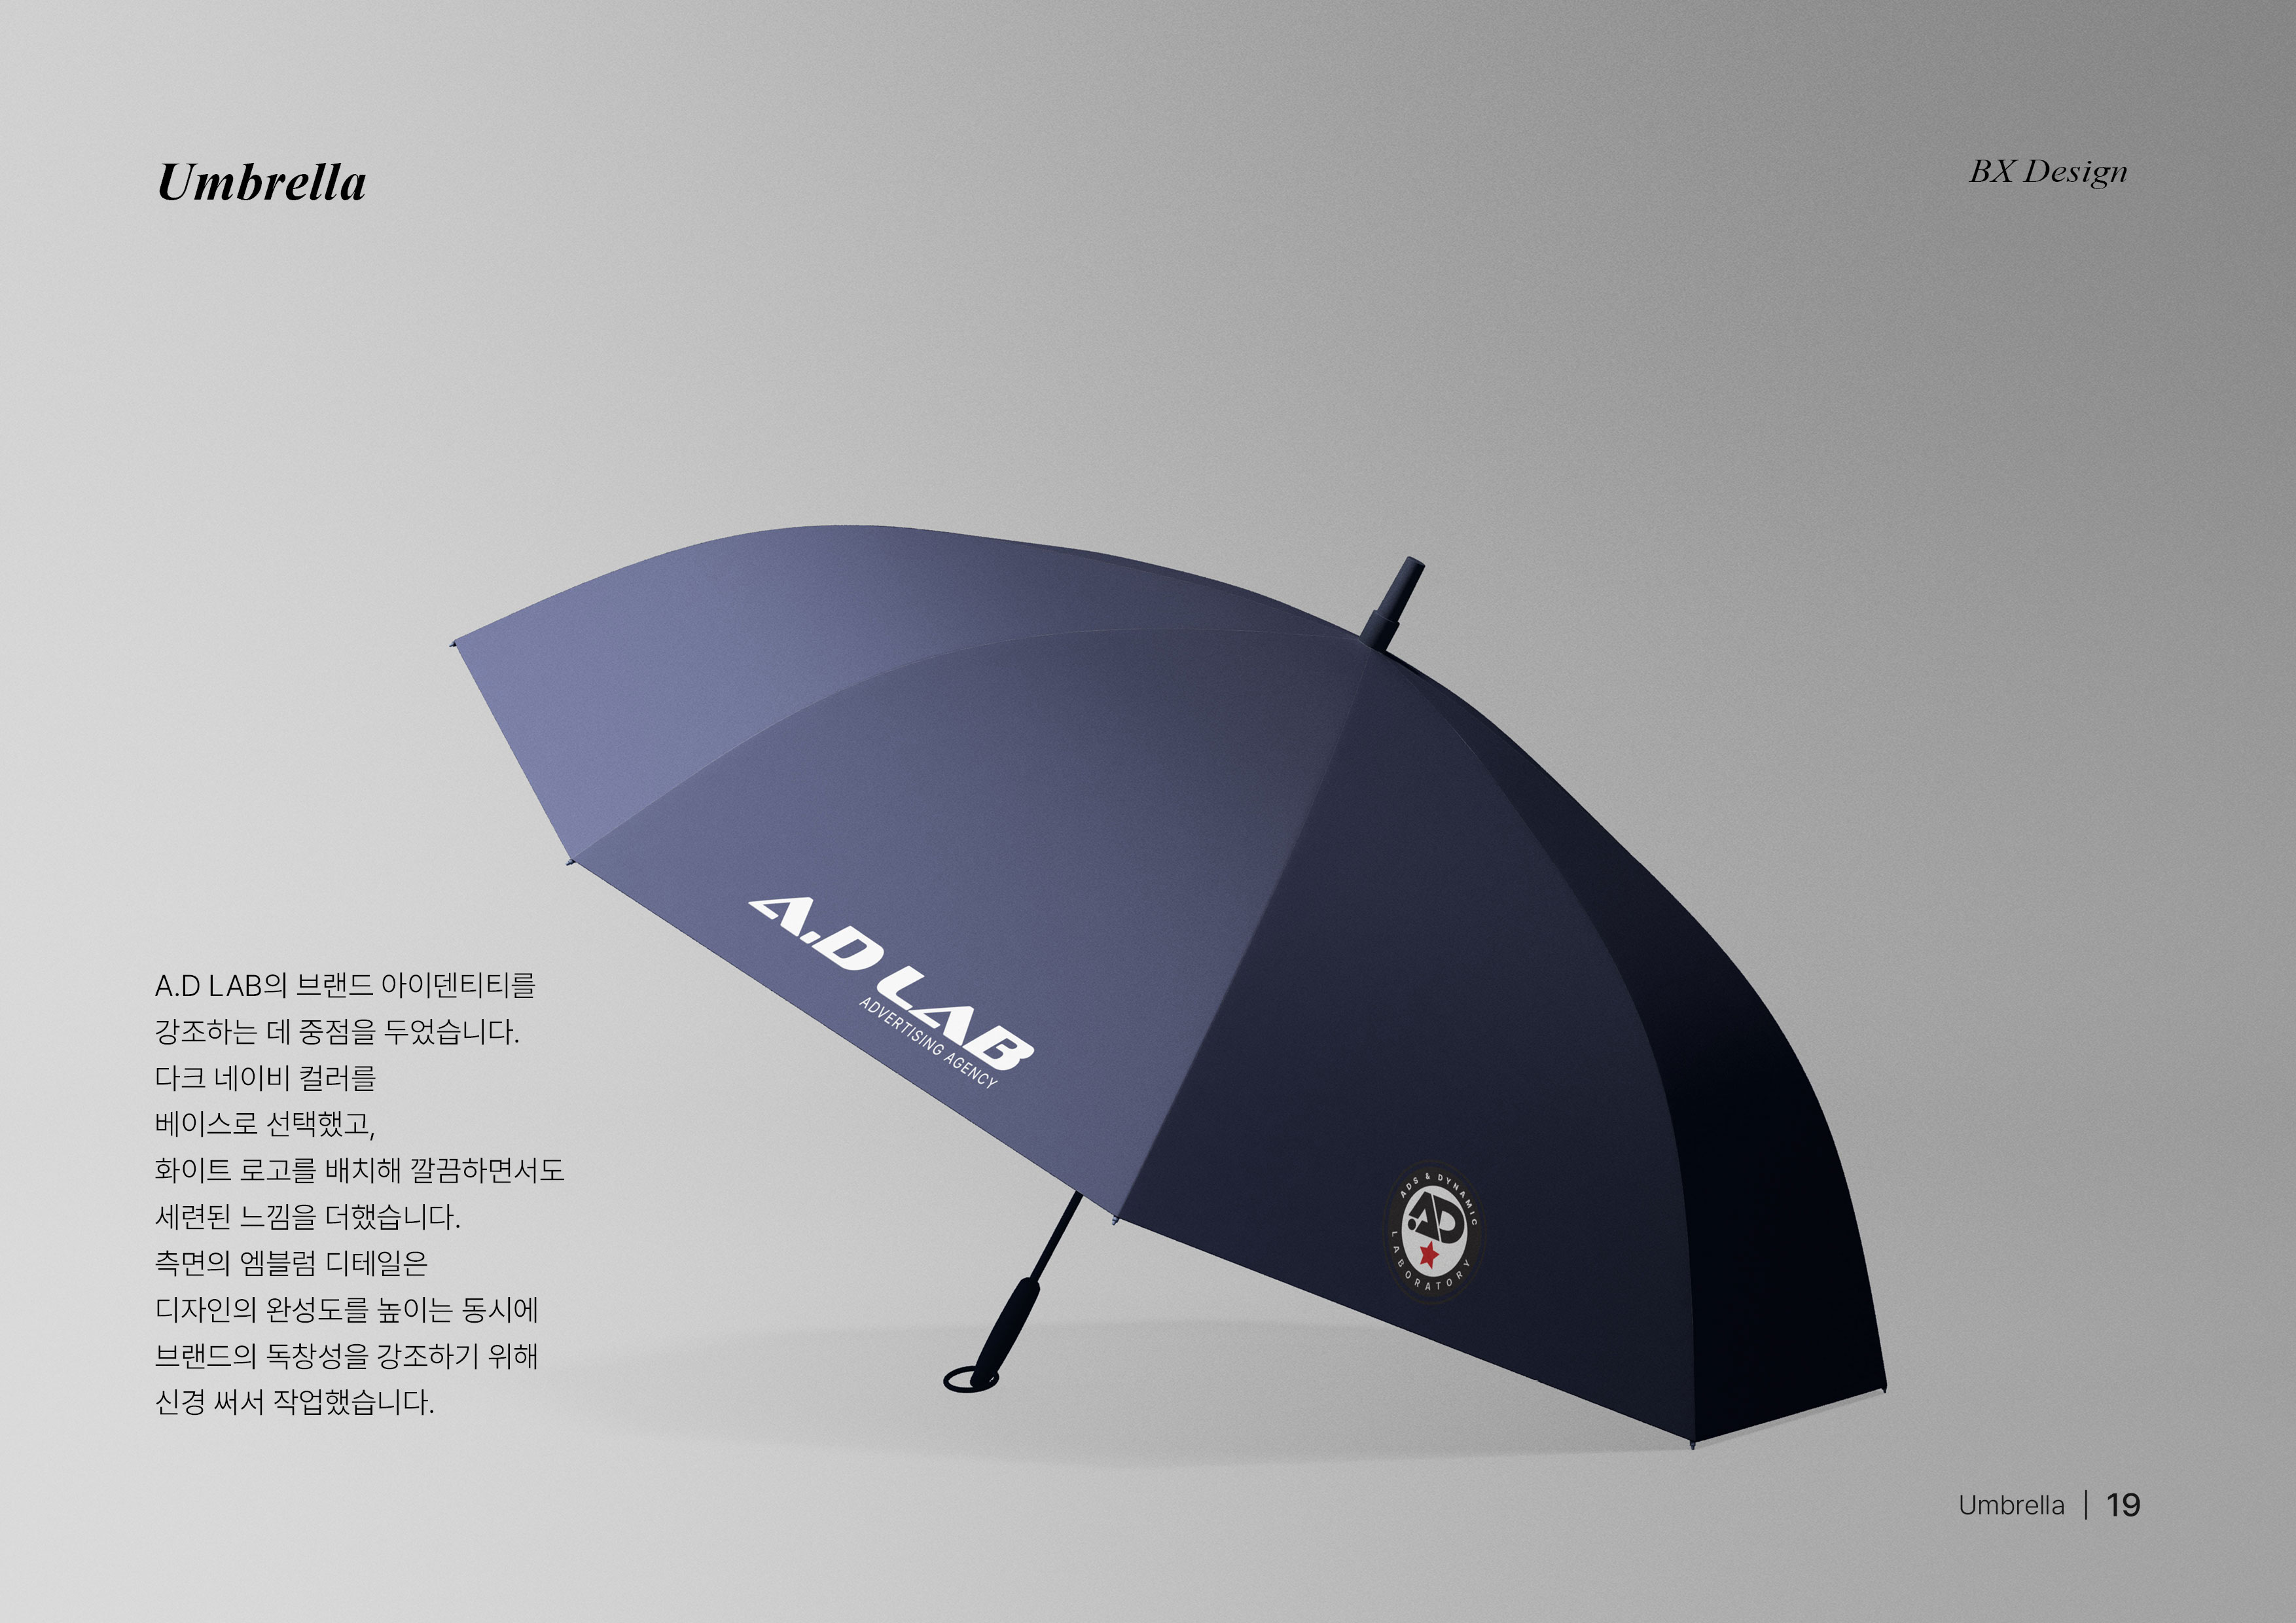 Umbrella
BX Design
A.D LAB
ADVERTISING AGENCY
ADS & DYNAMIC
AD
LABORATORY
A.D LAB의 브랜드 아이덴티티를
강조하는 데 중점을 두었습니다.
다크 네이비 컬러를
베이스로 선택했고,
화이트 로고를 배치해 깔끔하면서도
세련된 느낌을 더했습니다.
측면의 엠블럼 디테일은
디자인의 완성도를 높이는 동시에
브랜드의 독창성을 강조하기 위해
신경 써서 작업했습니다.
Umbrella | 19